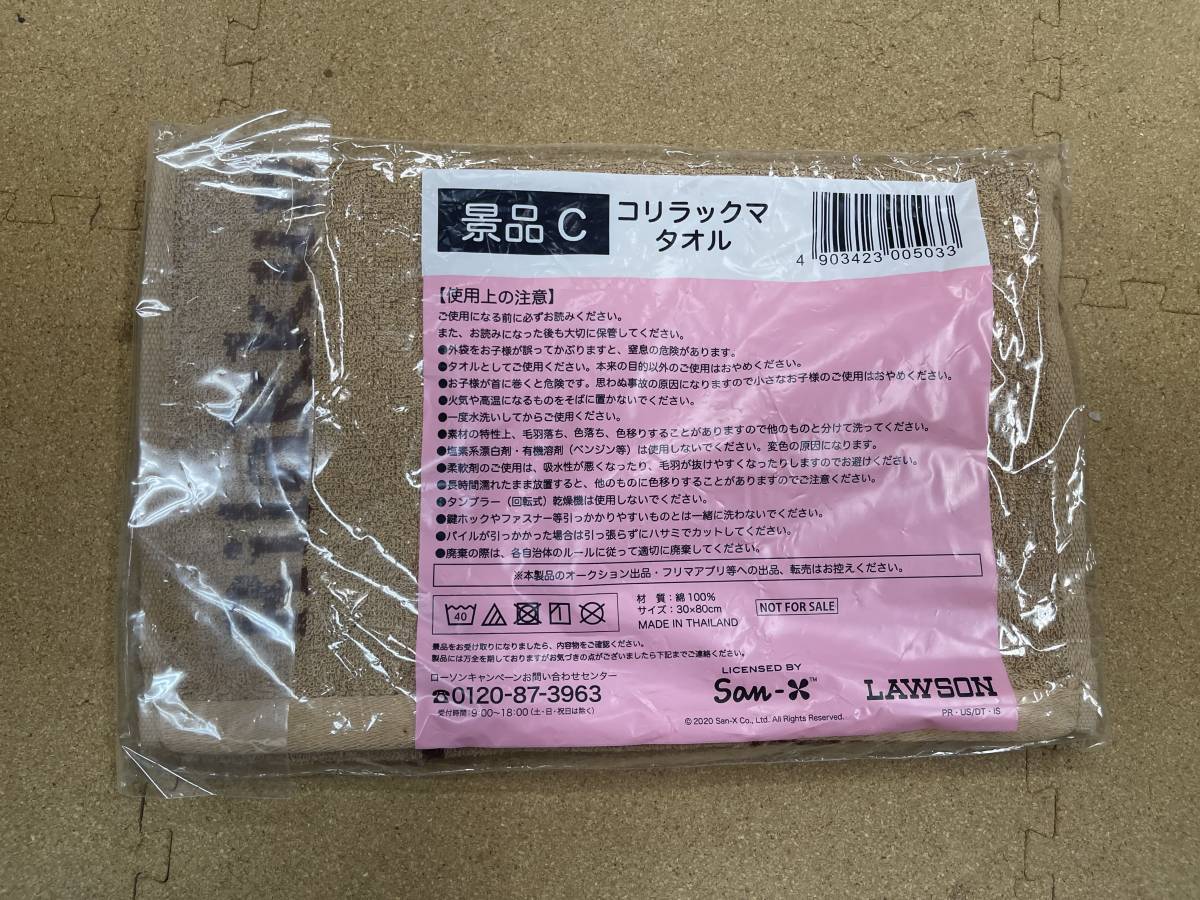 景品 C
コリラックマ
タオル
4 903423 005033
【使用上の注意】
ご使用になる前に必ずお読みください。
また、お読みになった後も大切に保管してください。
●外袋をお子様が誤ってかぶりますと、窒息の危険があります。
●タオルとしてご使用ください。本来の目的以外のご使用はおやめください。
●お子様が首に巻くと危険です。思わぬ事故の原因になりますので小さなお子様のご使用はおやめください。
●火気や高温になるものをそばに置かないでください。
●一度水洗いしてからご使用ください。
●素材の特性上、毛羽落ち、色落ち、色移りすることがありますので他のものと分けて洗ってください。
●塩素系漂白剤・有機溶剤（ベンジン等）は使用しないでください。変色の原因になります。
●柔軟剤のご使用は、吸水性が悪くなったり、毛羽が抜けやすくなったりしますのでお避けください。
●長時間濡れたまま放置すると、他のものに色移りすることがありますのでご注意ください。
●タンブラー（回転式）乾燥機は使用しないでください。
●鍵ホックやファスナー等引っかかりやすいものとは一緒に洗わないでください。
●パイルが引っかかった場合は引っ張らずにハサミでカットしてください。
●廃棄の際は、各自治体のルールに従って適切に廃棄してください。
※本製品のオークション出品・フリマアプリ等への出品、転売はお控えください。
40
材 質：綿100%
サイズ：30×80cm
MADE IN THAILAND
NOT FOR SALE
景品をお受け取りになりましたら、内容物をご確認ください。
製品には万全を期しておりますがお気づきの点がございましたら下記までご連絡ください。
ローソンキャンペーンお問い合わせセンター
☎0120-87-3963
受付時間：9:00〜18:00（土・日・祝日は除く）
LICENSED BY
San-X™
© 2020 San-X Co., Ltd. All Rights Reserved.
LAWSON
PR・US/DT・IS